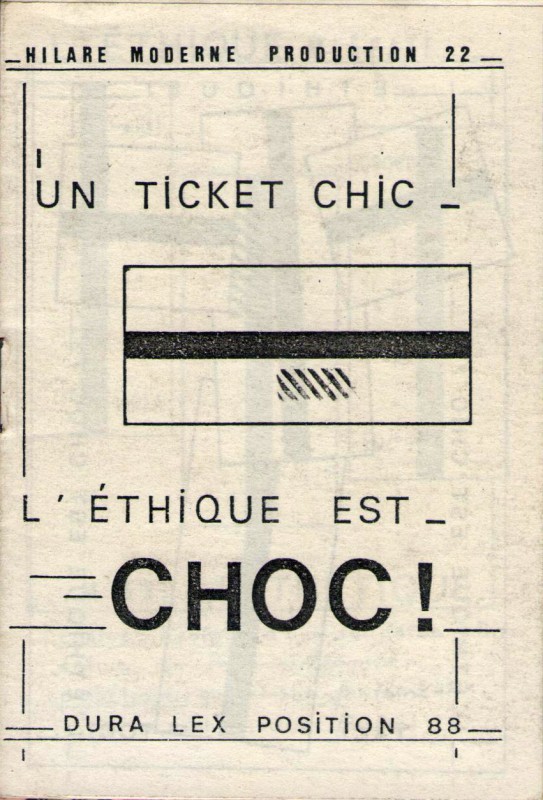 HILARE MODERNE PRODUCTION 22
UN TiCKET CHiC
L'ÉTHiQUE EST
CHOC!
DURA LEX POSiTiON 88